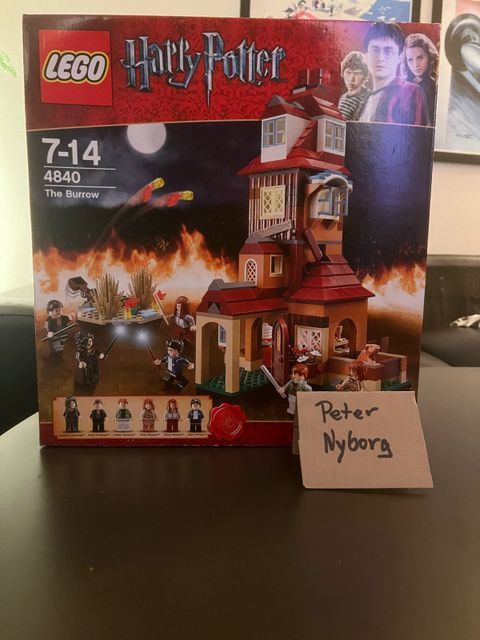 LEGO
Harry Potter
7-14
4840
The Burrow
Peter
Nyborg